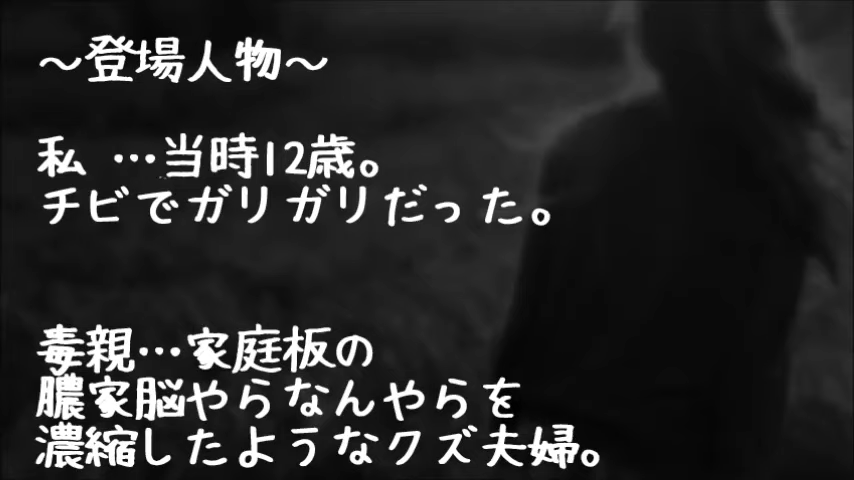 ～登場人物～
私 …当時12歳。
チビでガリガリだった。
毒親…家庭板の
膿家脳やらなんやらを
濃縮したようなクズ夫婦。